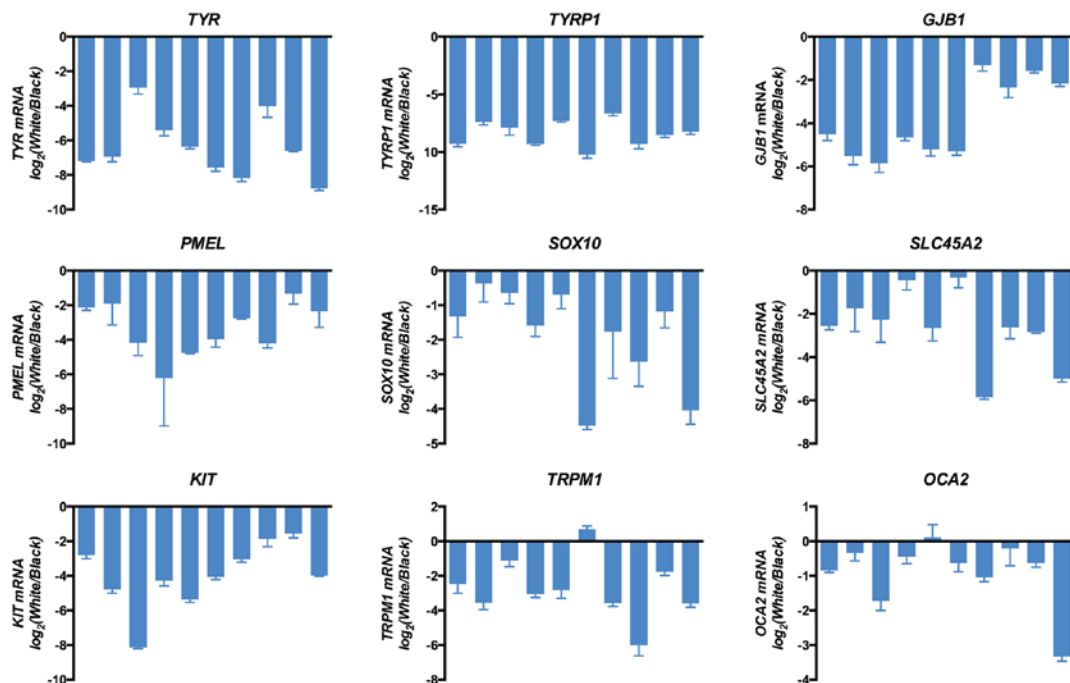 TYR
TYR mRNA
log2(White/Black)
0
-2
-4
-6
-8
-10
TYRP1
TYRP1 mRNA
log2(White/Black)
0
-5
-10
-15
GJB1
GJB1 mRNA
log2(White/Black)
0
-2
-4
-6
-8
PMEL
PMEL mRNA
log2(White/Black)
0
-2
-4
-6
-8
-10
SOX10
SOX10 mRNA
log2(White/Black)
0
-1
-2
-3
-4
-5
SLC45A2
SLC45A2 mRNA
log2(White/Black)
0
-2
-4
-6
-8
KIT
KIT mRNA
log2(White/Black)
0
-2
-4
-6
-8
-10
TRPM1
TRPM1 mRNA
log2(White/Black)
2
0
-2
-4
-6
-8
OCA2
OCA2 mRNA
log2(White/Black)
1
0
-1
-2
-3
-4